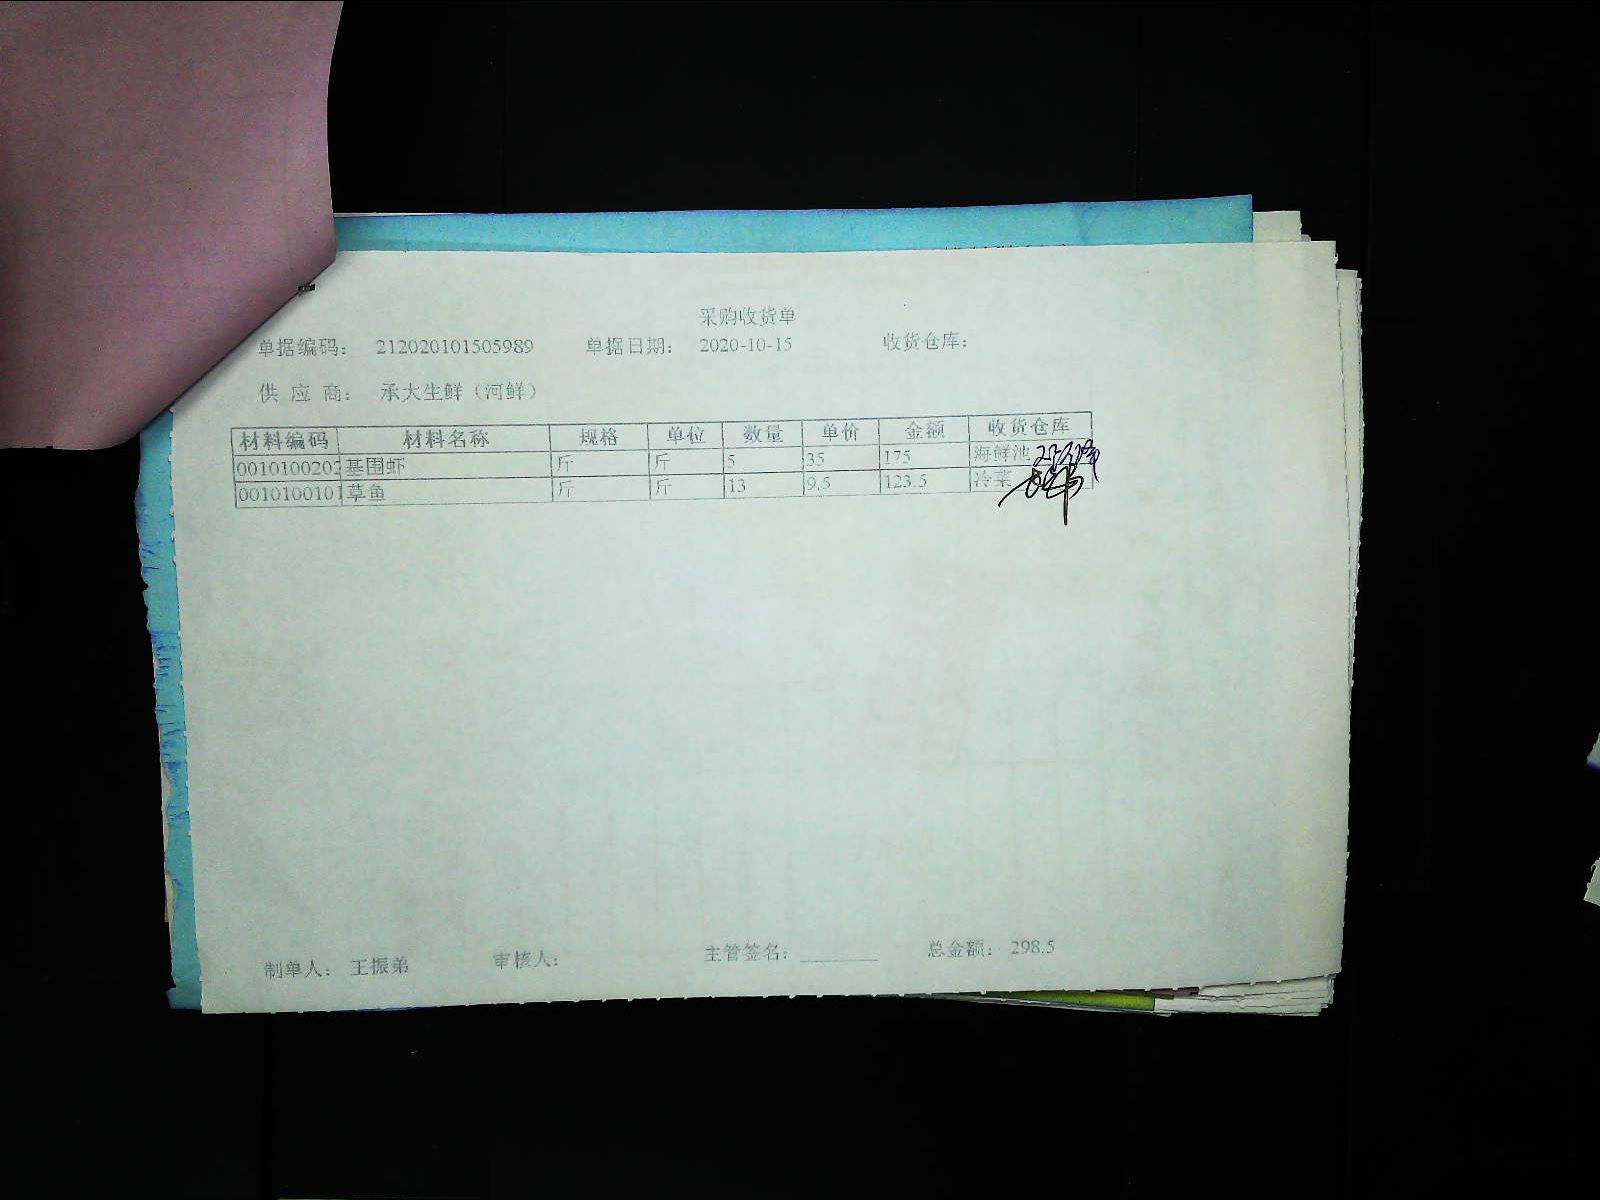 采购收货单
单据编码： 212020101505989 单据日期： 2020-10-15 收货仓库：
供 应 商： 承大生鲜（河鲜）
材料编码 材料名称 规格 单位 数量 单价 金额 收货仓库
0010100202 基围虾 斤 斤 5 35 175 海鲜池
0010100101 草鱼 斤 斤 13 9.5 123.5 冷菜
制单人： 王振弟 审核人： 主管签名： 总金额： 298.5